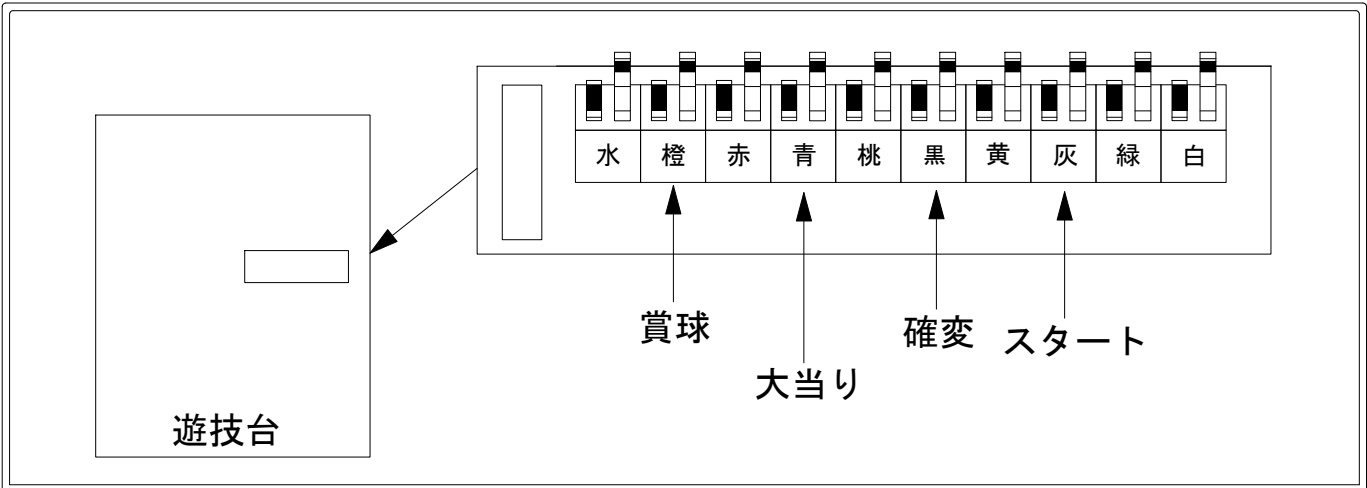 水 橙 赤 青 桃 黒 黄 灰 緑 白
賞球
大当り
確変
スタート
遊技台